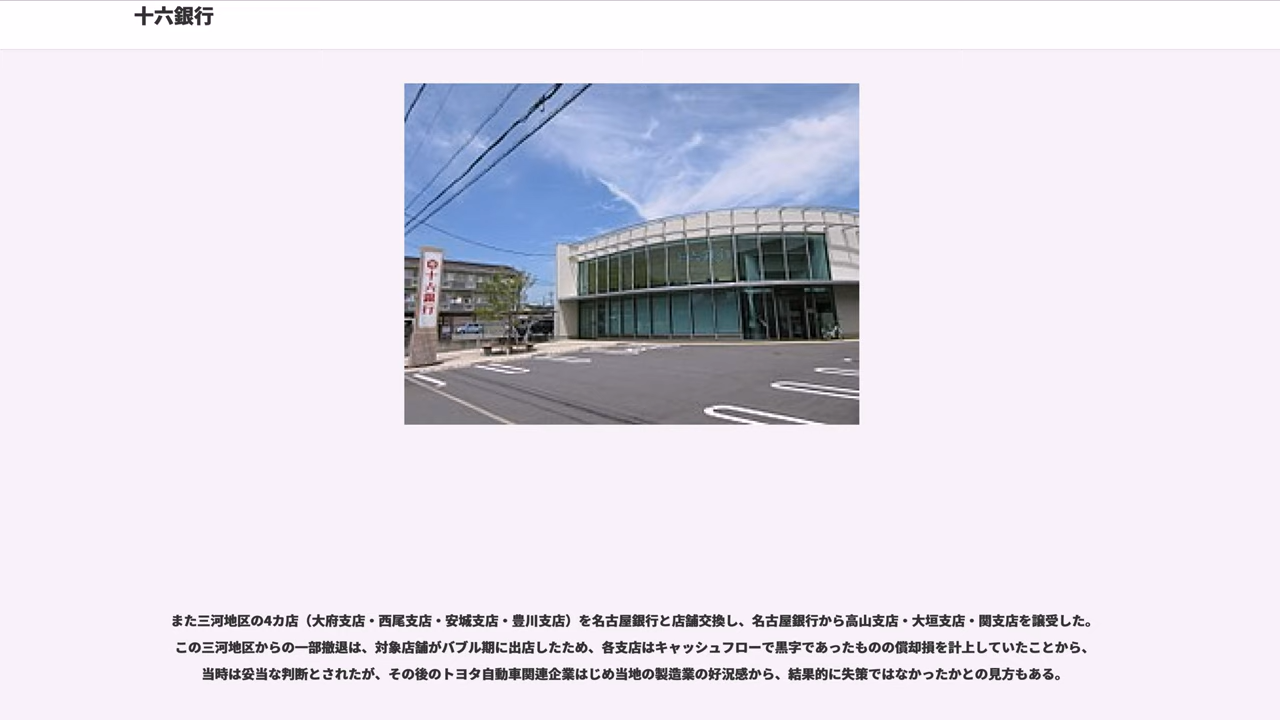 十六銀行
十六銀行
また三河地区の4カ店（大府支店・西尾支店・安城支店・豊川支店）を名古屋銀行と店舗交換し、名古屋銀行から高山支店・大垣支店・関支店を譲受した。
この三河地区からの一部撤退は、対象店舗がバブル期に出店したため、各支店はキャッシュフローで黒字であったものの償却損を計上していたことから、
当時は妥当な判断とされたが、その後のトヨタ自動車関連企業はじめ当地の製造業の好況感から、結果的に失策ではなかったかとの見方もある。